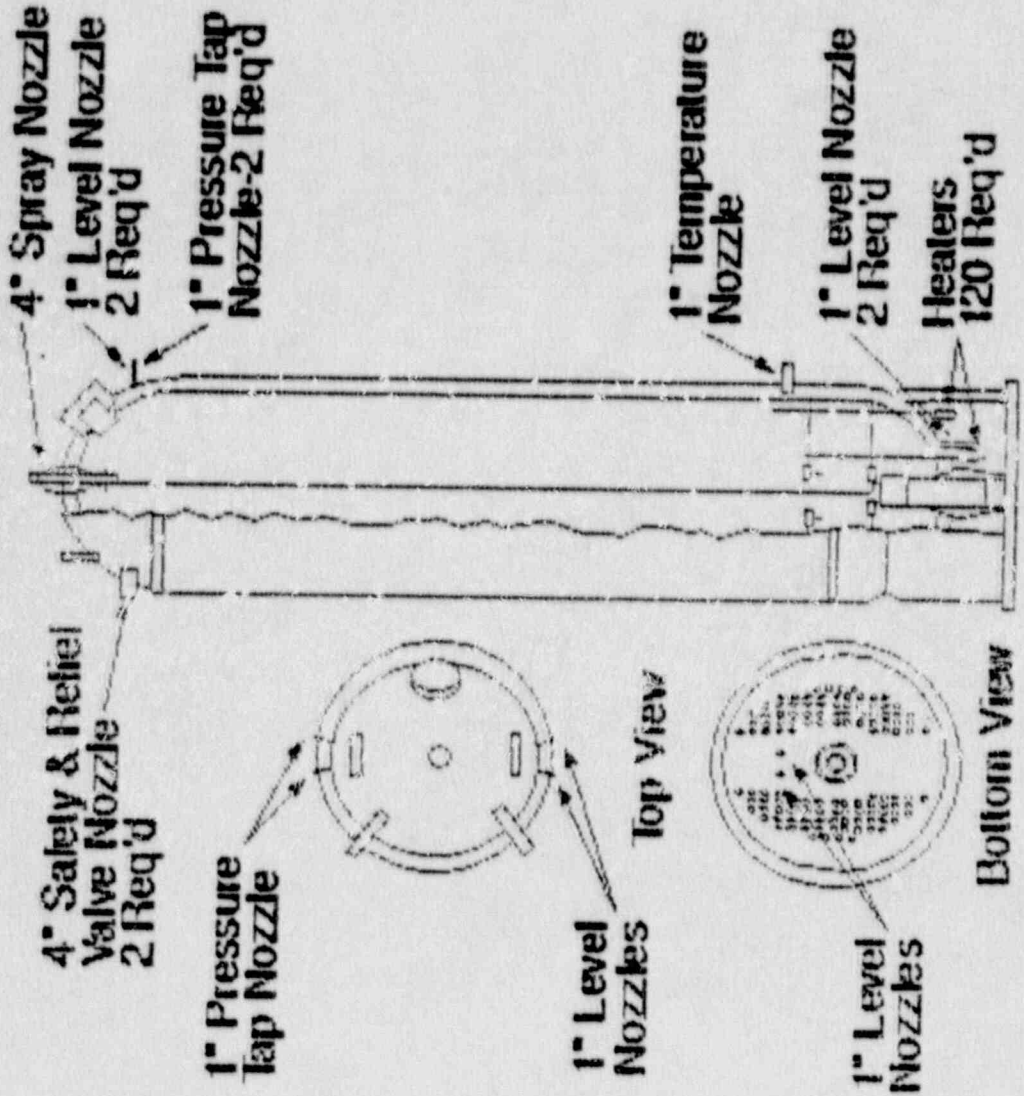 4" Spray Nozzle
1" Level Nozzle
2 Req'd
1" Pressure Tap
Nozzle-2 Req'd
1" Temperature
Nozzle
1" Level Nozzle
2 Req'd
Heaters
120 Req'd
4" Safety & Relief
Valve Nozzle
2 Req'd
1" Pressure
Tap Nozzle
1" Level
Nozzles
Top View
1" Level
Nozzles
Bottom View